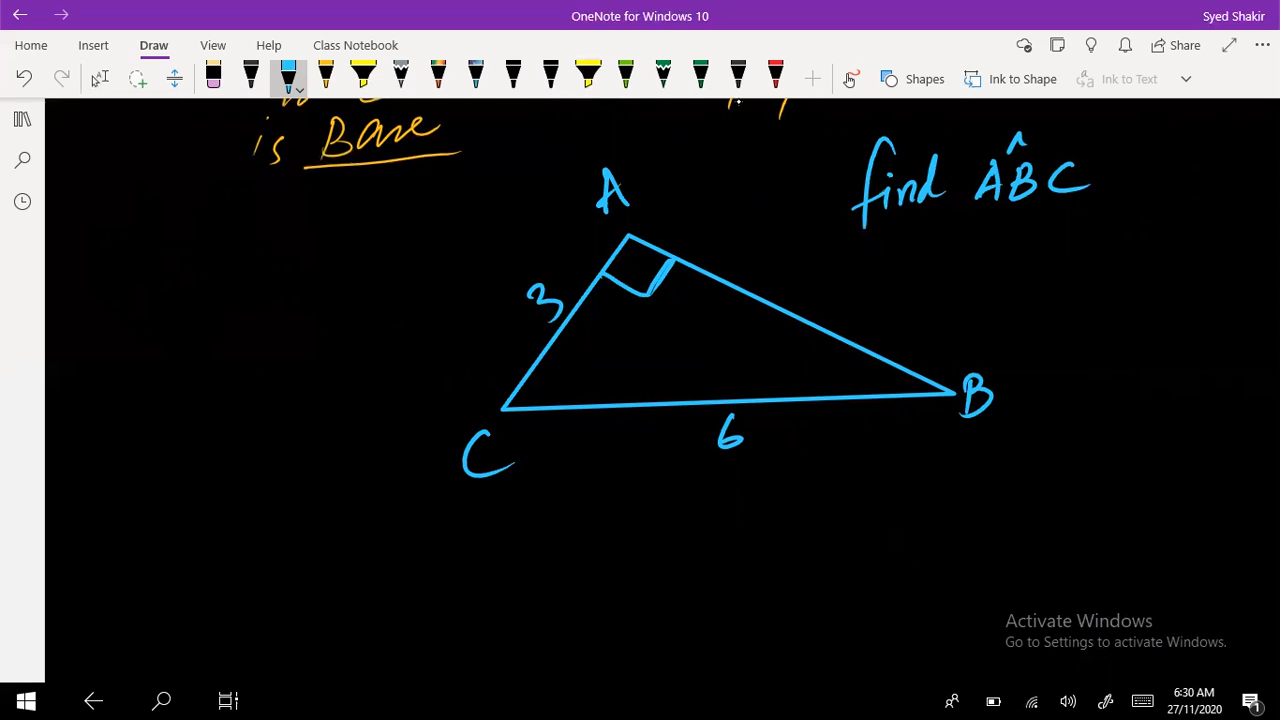 OneNote for Windows 10
Syed Shakir
Home Insert Draw View Help Class Notebook
Share
Shapes Ink to Shape Ink to Text
is Base
find AB̂C
A
3
B
6
C
Activate Windows
Go to Settings to activate Windows.
6:30 AM
27/11/2020
1